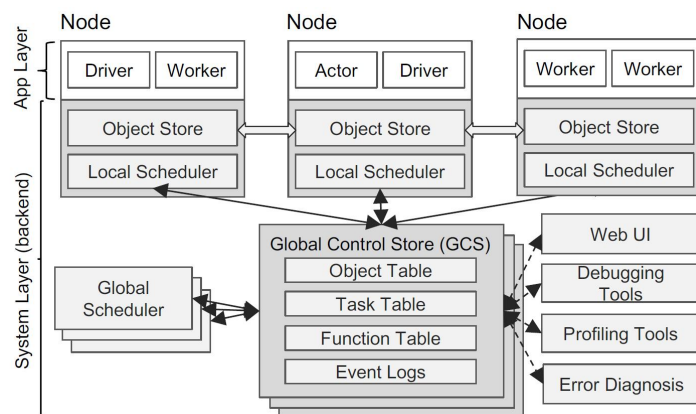 Node
Node
Node
App Layer
Driver
Worker
Actor
Driver
Worker
Worker
System Layer (backend)
Object Store
Object Store
Object Store
Local Scheduler
Local Scheduler
Local Scheduler
Global Control Store (GCS)
Object Table
Task Table
Function Table
Event Logs
Global
Scheduler
Web UI
Debugging
Tools
Profiling Tools
Error Diagnosis